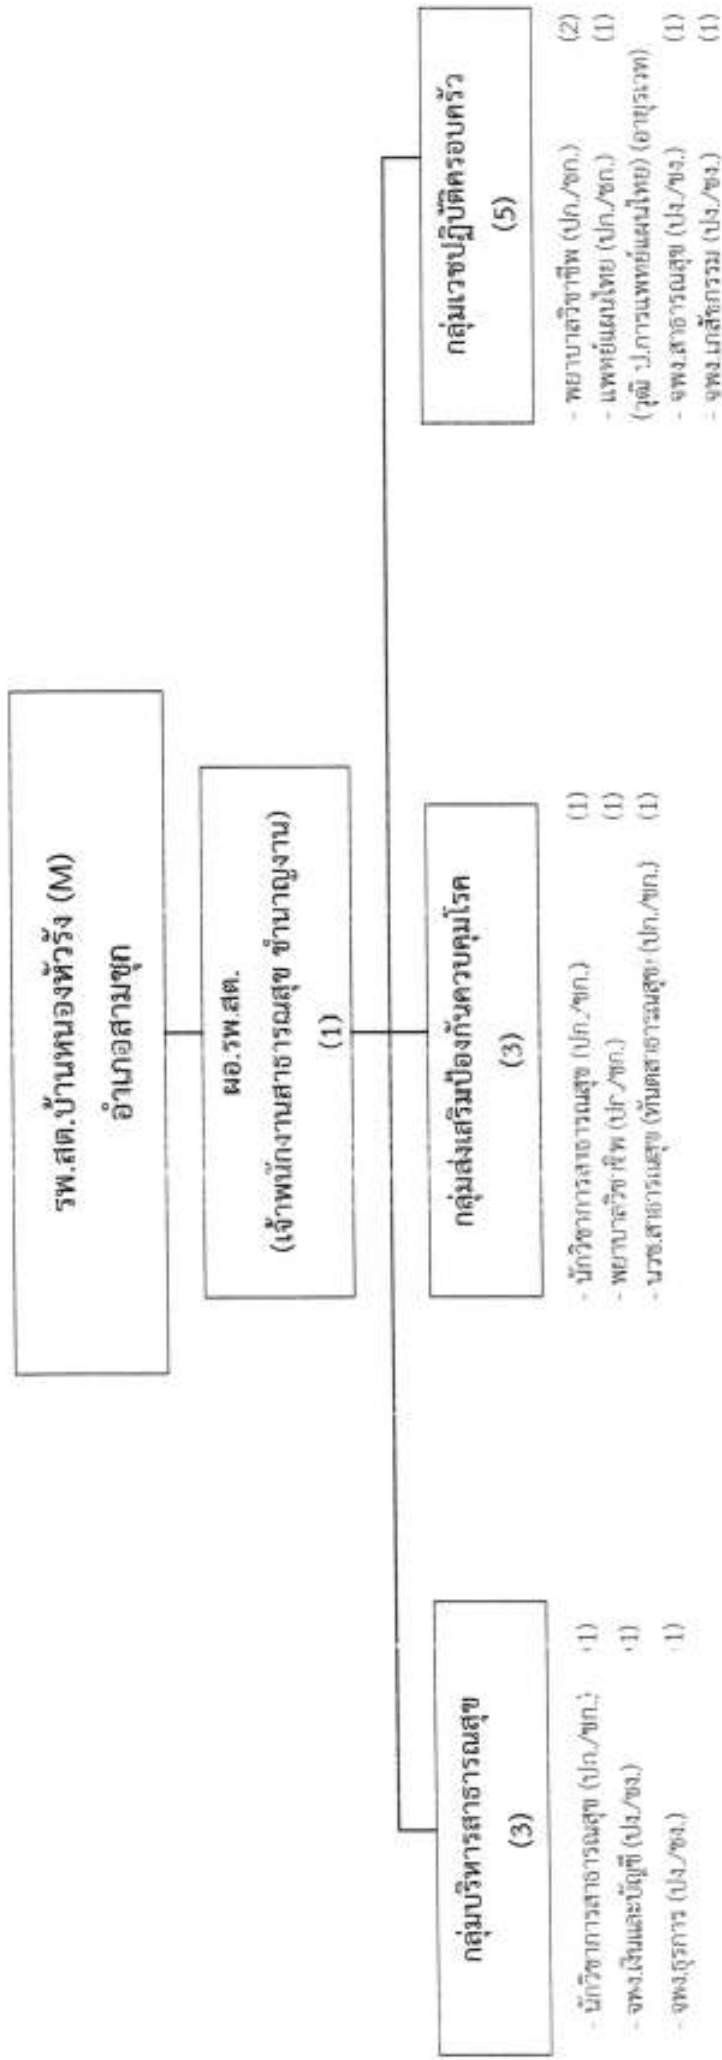 รพ.สต.บ้านหนองหัวรัง (M)
อำเภอสามชุก
ผอ.รพ.สต.
(เจ้าพนักงานสาธารณสุข ชำนาญงาน)
(1)
กลุ่มบริหารสาธารณสุข
(3)
- นักวิชาการสาธารณสุข (ปก./ชก.) (1)
- จพง.เงินและบัญชี (ปง./ชง.) (1)
- จพง.ธุรการ (ปง./ชง.) (1)
กลุ่มส่งเสริมป้องกันควบคุมโรค
(3)
- นักวิชาการสาธารณสุข (ปก./ชก.) (1)
- พยาบาลวิชาชีพ (ปก./ชก.) (1)
- นวช.สาธารณสุข (ทันตสาธารณสุข) (ปก./ชก.) (1)
กลุ่มเวชปฏิบัติครอบครัว
(5)
- พยาบาลวิชาชีพ (ปก./ชก.) (2)
- แพทย์แผนไทย (ปก./ชก.) (1)
(วุฒิ ป.การแพทย์แผนไทย)
- จพง.สาธารณสุข (ปง./ชง.) (1)
- จพง.เภสัชกรรม (ปง./ชง.) (1)